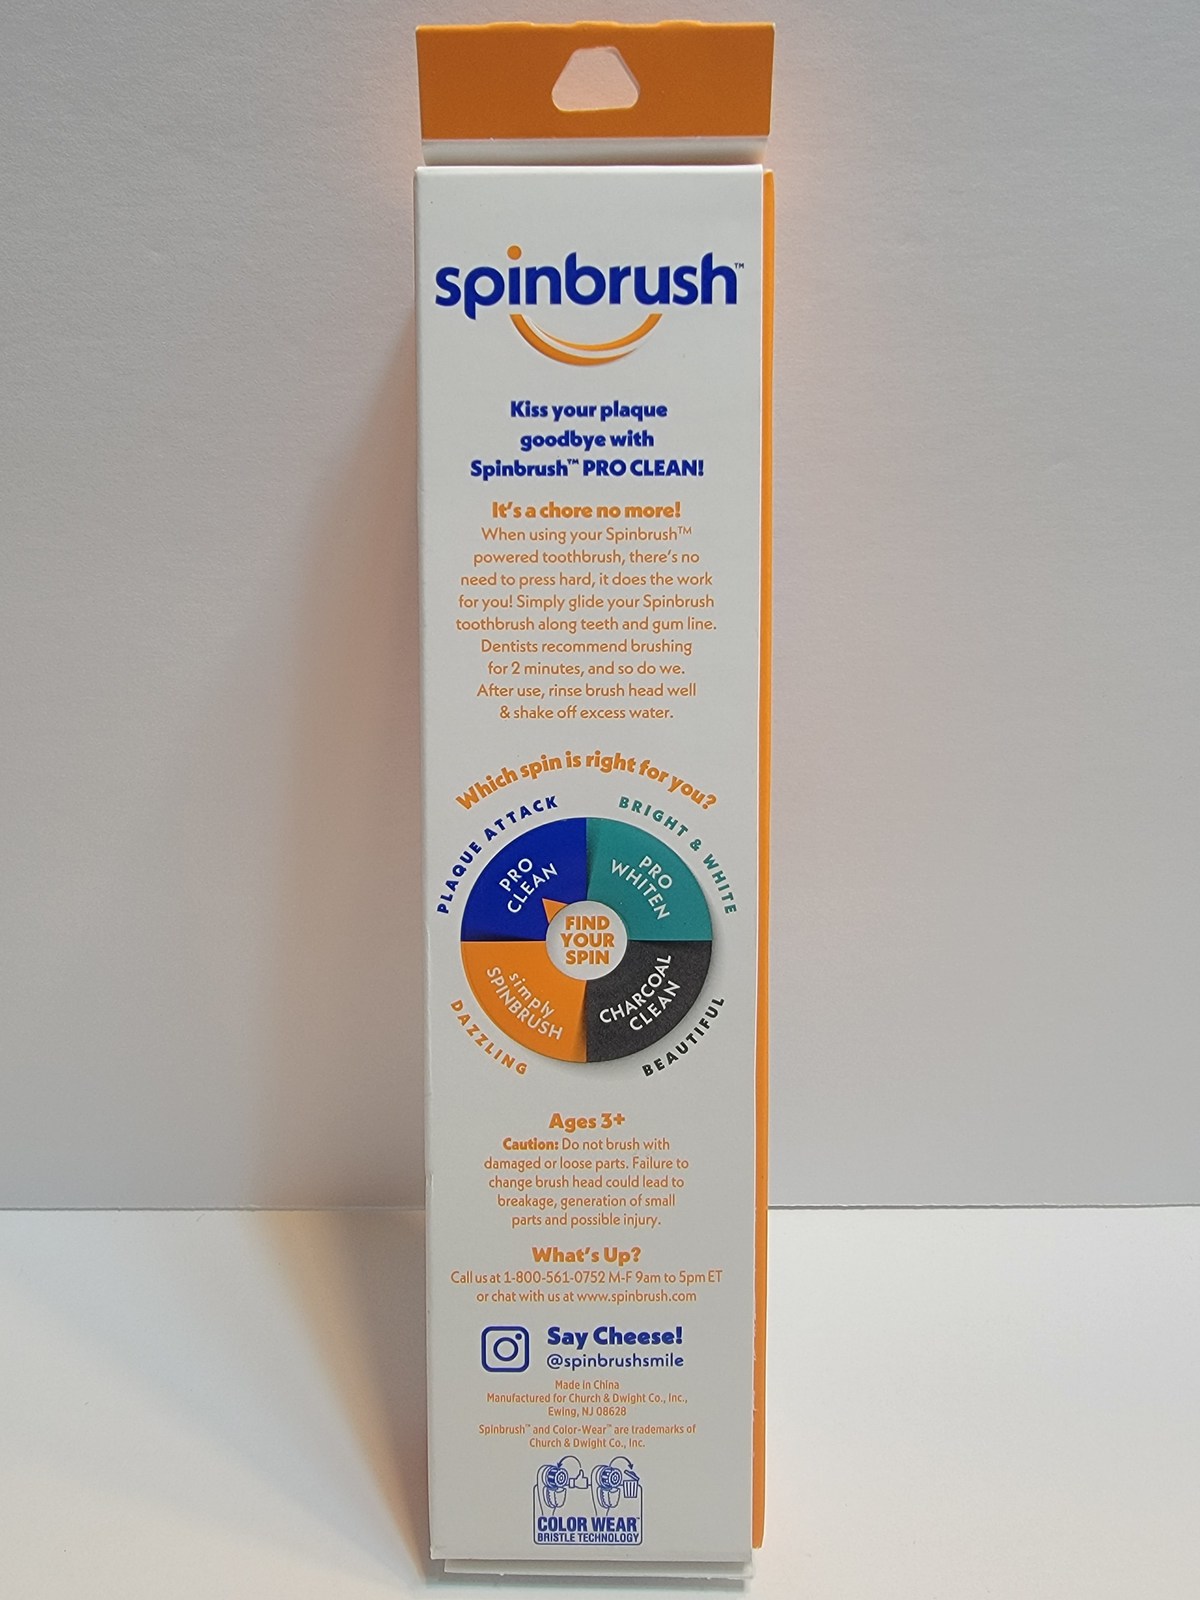 spinbrush™
Kiss your plaque
goodbye with
Spinbrush™ PRO CLEAN!
It's a chore no more!
When using your Spinbrush™
powered toothbrush, there's no
need to press hard, it does the work
for you! Simply glide your Spinbrush
toothbrush along teeth and gum line.
Dentists recommend brushing
for 2 minutes, and so do we.
After use, rinse brush head well
& shake off excess water.
Which spin is right for you?
PLAQUE ATTACK
BRIGHT & WHITE
PRO
CLEAN
PRO
WHITEN
FIND
YOUR
SPIN
simply
SPINBRUSH
CHARCOAL
CLEAN
DAZZLING
BEAUTIFUL
Ages 3+
Caution: Do not brush with
damaged or loose parts. Failure to
change brush head could lead to
breakage, generation of small
parts and possible injury.
What's Up?
Call us at 1-800-561-0752 M-F 9am to 5pm ET
or chat with us at www.spinbrush.com
Say Cheese!
@spinbrushsmile
Made in China
Manufactured for Church & Dwight Co., Inc.,
Ewing, NJ 08628
Spinbrush™ and Color-Wear™ are trademarks of
Church & Dwight Co., Inc.
COLOR WEAR™
BRISTLE TECHNOLOGY